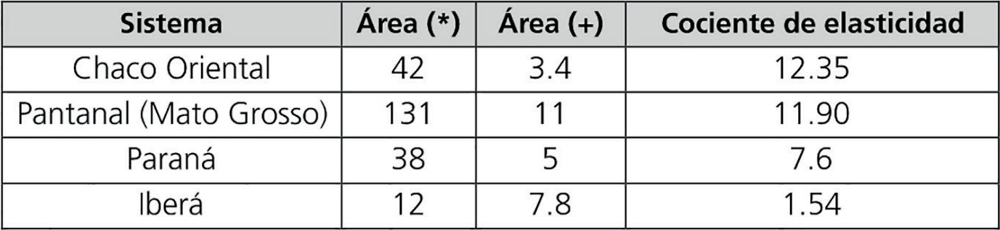 Sistema Área (*) Área (+) Cociente de elasticidad
Chaco Oriental 42 3.4 12.35
Pantanal (Mato Grosso) 131 11 11.90
Paraná 38 5 7.6
Iberá 12 7.8 1.54